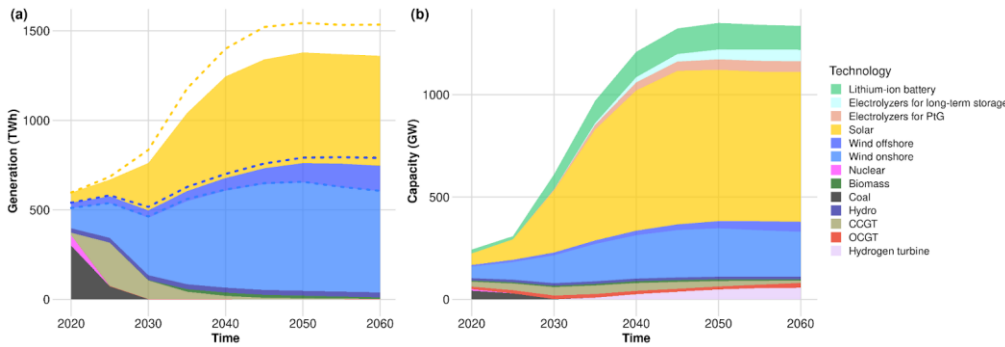 (a)
Generation (TWh)
1500
1000
500
0
2020 2030 2040 2050 2060
Time
(b)
Capacity (GW)
1000
500
0
2020 2030 2040 2050 2060
Time
Technology
Lithium-ion battery
Electrolyzers for long-term storage
Electrolyzers for PtG
Solar
Wind offshore
Wind onshore
Nuclear
Biomass
Coal
Hydro
CCGT
OCGT
Hydrogen turbine